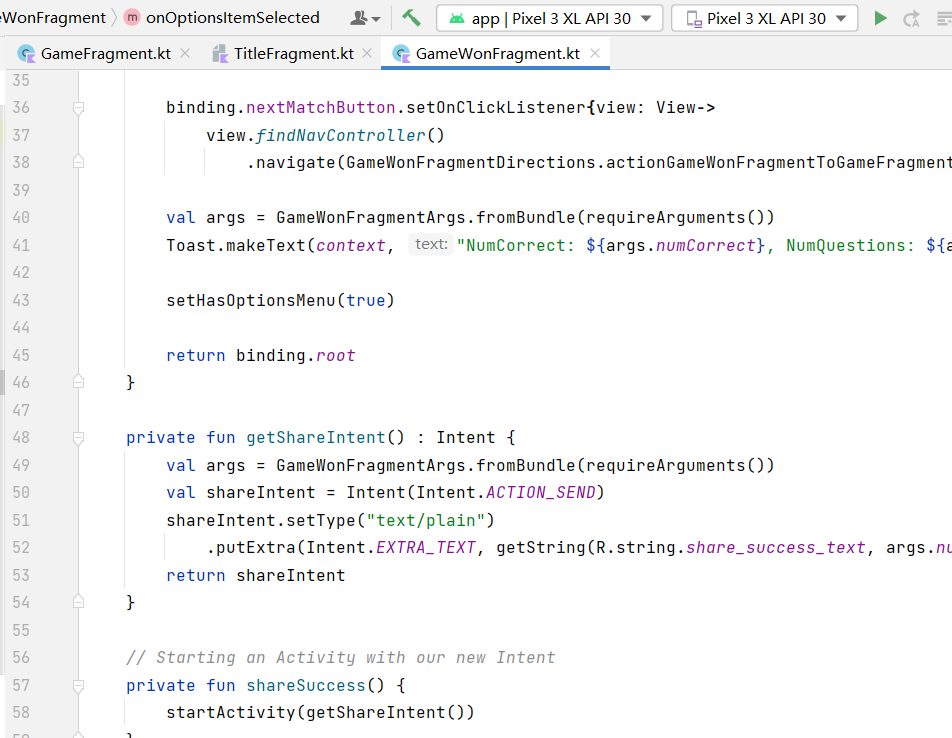 eWonFragment
onOptionsItemSelected
app | Pixel 3 XL API 30
Pixel 3 XL API 30
GameFragment.kt
TitleFragment.kt
GameWonFragment.kt
35
36 binding.nextMatchButton.setOnClickListener{view: View->
37 view.findNavController()
38 .navigate(GameWonFragmentDirections.actionGameWonFragmentToGameFragment
39
40 val args = GameWonFragmentArgs.fromBundle(requireArguments())
41 Toast.makeText(context, text: "NumCorrect: ${args.numCorrect}, NumQuestions: ${a
42
43 setHasOptionsMenu(true)
44
45 return binding.root
46 }
47
48 private fun getShareIntent() : Intent {
49 val args = GameWonFragmentArgs.fromBundle(requireArguments())
50 val shareIntent = Intent(Intent.ACTION_SEND)
51 shareIntent.setType("text/plain")
52 .putExtra(Intent.EXTRA_TEXT, getString(R.string.share_success_text, args.nu
53 return shareIntent
54 }
55
56 // Starting an Activity with our new Intent
57 private fun shareSuccess() {
58 startActivity(getShareIntent())